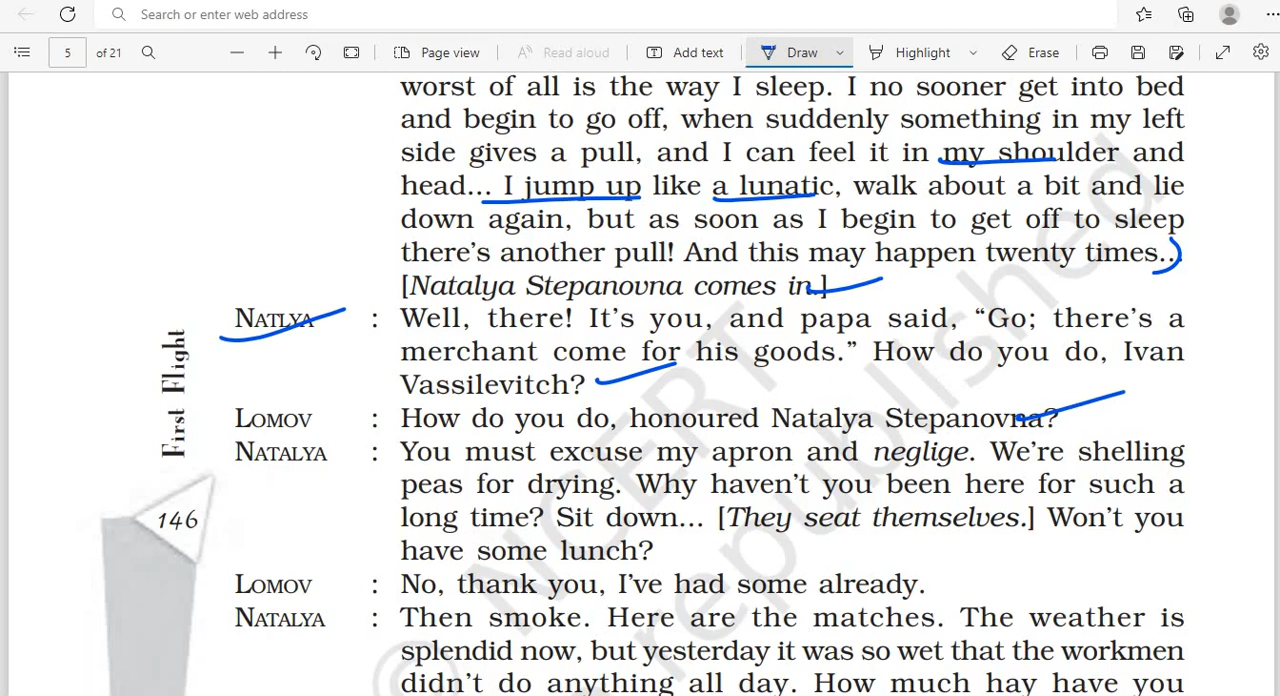 Search or enter web address
5 of 21 Page view Read aloud Add text Draw Highlight Erase
worst of all is the way I sleep. I no sooner get into bed
and begin to go off, when suddenly something in my left
side gives a pull, and I can feel it in my shoulder and
head... I jump up like a lunatic, walk about a bit and lie
down again, but as soon as I begin to get off to sleep
there's another pull! And this may happen twenty times...
[Natalya Stepanovna comes in.]
NATLYA : Well, there! It's you, and papa said, “Go; there's a
merchant come for his goods.” How do you do, Ivan
Vassilevitch?
LOMOV : How do you do, honoured Natalya Stepanovna?
NATALYA : You must excuse my apron and neglige. We're shelling
peas for drying. Why haven't you been here for such a
long time? Sit down... [They seat themselves.] Won't you
have some lunch?
LOMOV : No, thank you, I've had some already.
NATALYA : Then smoke. Here are the matches. The weather is
splendid now, but yesterday it was so wet that the workmen
didn't do anything all day. How much hay have you
First Flight
146
© NCERT
republished